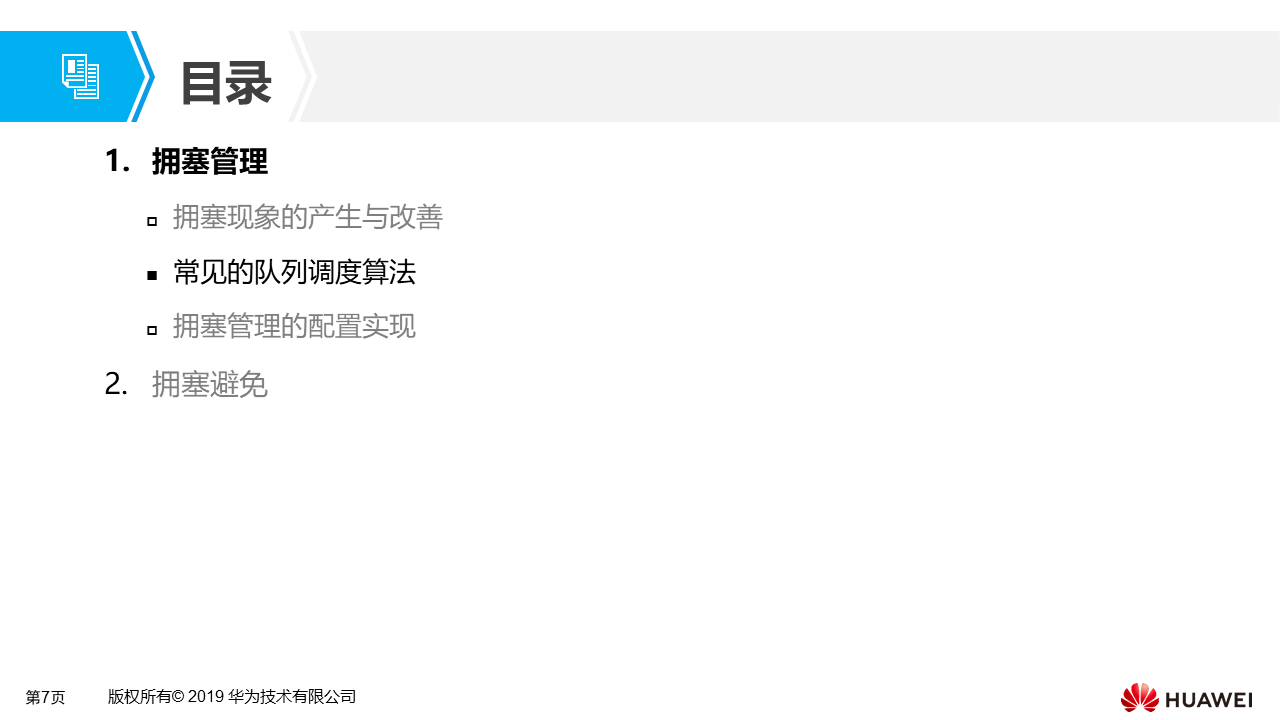 目录
1. 拥塞管理
拥塞现象的产生与改善
常见的队列调度算法
拥塞管理的配置实现
2. 拥塞避免
第7页 版权所有© 2019 华为技术有限公司
HUAWEI